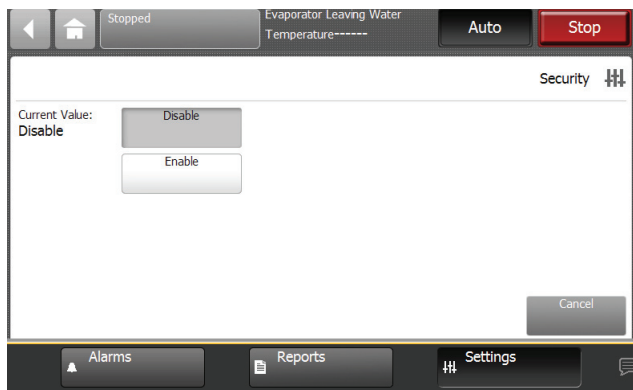 Stopped
Evaporator Leaving Water
Temperature------
Auto
Stop
Security
Current Value:
Disable
Disable
Enable
Cancel
Alarms
Reports
Settings